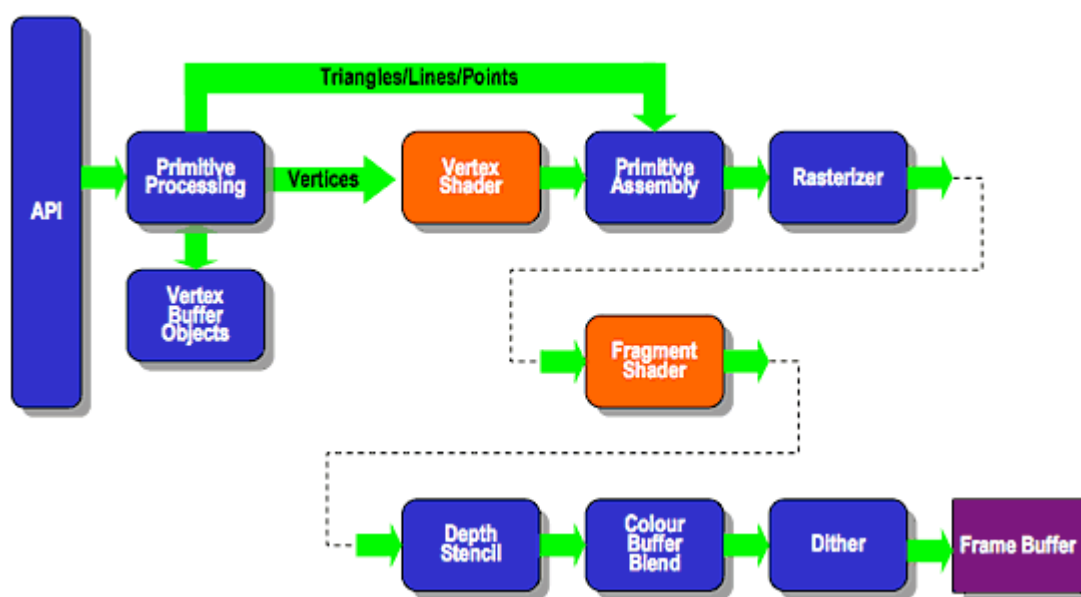 Triangles/Lines/Points
API
Primitive
Processing
Vertices
Vertex
Shader
Primitive
Assembly
Rasterizer
Vertex
Buffer
Objects
Fragment
Shader
Depth
Stencil
Colour
Buffer
Blend
Dither
Frame Buffer